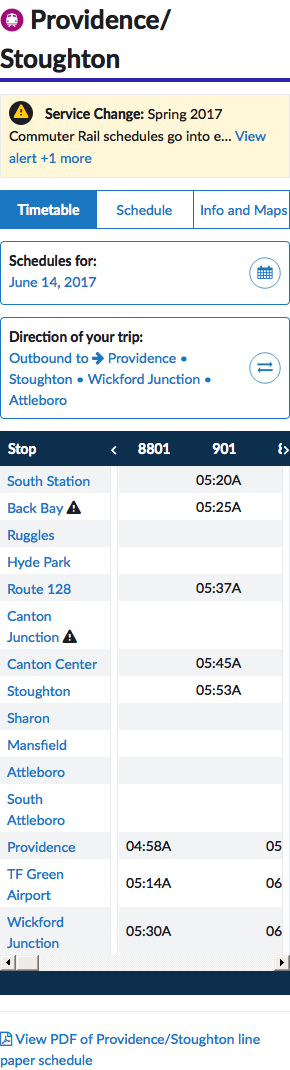 Providence/
Stoughton
Service Change: Spring 2017
Commuter Rail schedules go into e... View
alert +1 more
Timetable Schedule Info and Maps
Schedules for:
June 14, 2017
Direction of your trip:
Outbound to → Providence •
Stoughton • Wickford Junction •
Attleboro
Stop 8801 901
South Station 05:20A
Back Bay 05:25A
Ruggles
Hyde Park
Route 128 05:37A
Canton
Junction
Canton Center 05:45A
Stoughton 05:53A
Sharon
Mansfield
Attleboro
South
Attleboro
Providence 04:58A 05
TF Green
Airport 05:14A 06
Wickford
Junction 05:30A 06
View PDF of Providence/Stoughton line
paper schedule